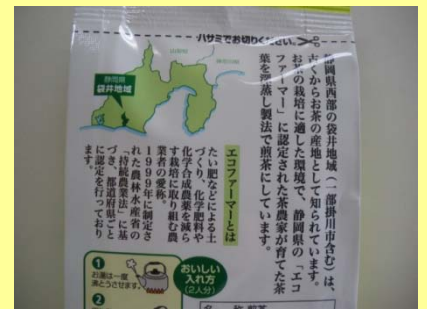 ハサミでお切りください。
静岡県
袋井地域
静岡県西部の袋井地域(一部掛川市含む)は、
古くからお茶の産地として知られています。
お茶の栽培に適した環境で、静岡県の「エコ
ファーマー」に認定された茶農家が育てた茶
葉を深蒸し製法で煎茶にしています。
エコファーマーとは
たい肥などによる土
づくり、化学肥料や
化学合成農薬を減ら
す栽培に取り組む農
業者の愛称。
1999年に制定さ
れた農林水産省の
「持続農業法」に基
づき、都道府県ごと
に認定を行っており
ます。
おいしい
入れ方
(2人分)
1
お湯は一度
沸とうさせます。
2